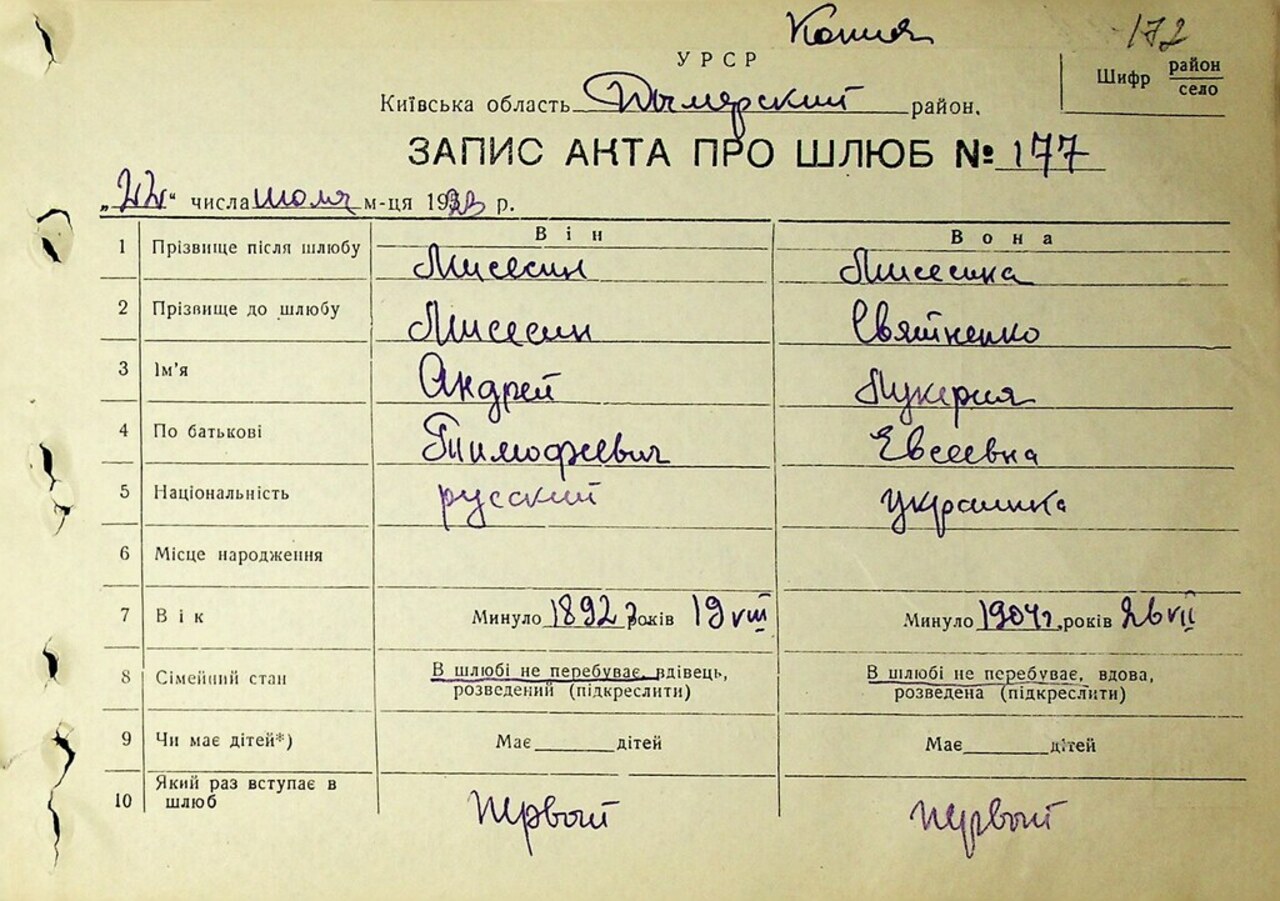 Копия
172
УРСР
Шифр район село
Київська область Дымерский район.
ЗАПИС АКТА ПРО ШЛЮБ № 177
„22“ числа июля м-ця 1923 р.
Він Вона
1 Прізвище після шлюбу
2 Прізвище до шлюбу Святненко
3 Ім'я Андрей Лукерия
4 По батькові Тимофеевич Евсеевна
5 Національність русский украинка
6 Місце народження
7 Вік Минуло 1892 г років 19 VIII Минуло 1904 г. років 26 VII
8 Сімейний стан В шлюбі не перебуває, вдівець, В шлюбі не перебуває, вдова,
розведений (підкреслити) розведена (підкреслити)
9 Чи має дітей*) Має дітей Має дітей
10 Який раз вступає в шлюб первый первый